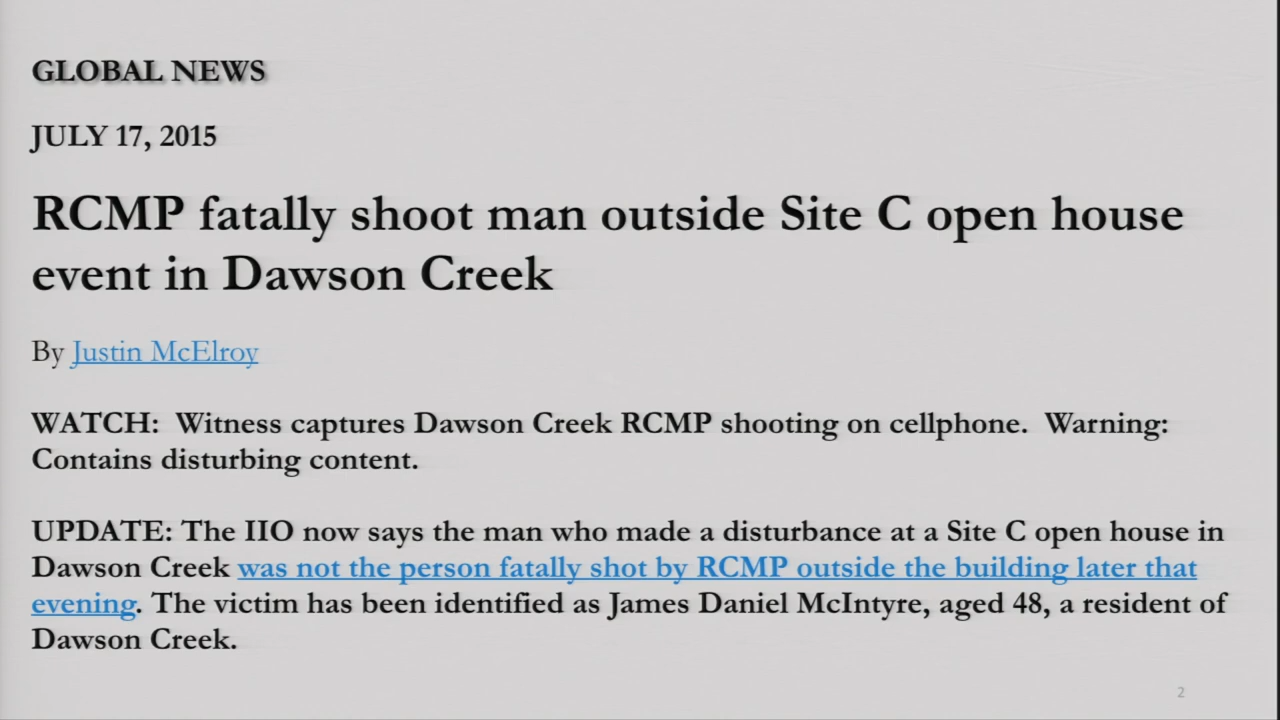 GLOBAL NEWS
JULY 17, 2015
RCMP fatally shoot man outside Site C open house
event in Dawson Creek
By Justin McElroy
WATCH:  Witness captures Dawson Creek RCMP shooting on cellphone.  Warning:
Contains disturbing content.
UPDATE: The IIO now says the man who made a disturbance at a Site C open house in
Dawson Creek was not the person fatally shot by RCMP outside the building later that
evening. The victim has been identified as James Daniel McIntyre, aged 48, a resident of
Dawson Creek.
2